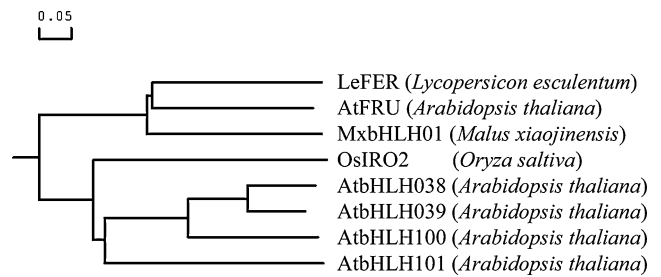 0.05
LeFER (Lycopersicon esculentum)
AtFRU (Arabidopsis thaliana)
MxbHLH01 (Malus xiaojinensis)
OsIRO2 (Oryza saltiva)
AtbHLH038 (Arabidopsis thaliana)
AtbHLH039 (Arabidopsis thaliana)
AtbHLH100 (Arabidopsis thaliana)
AtbHLH101 (Arabidopsis thaliana)